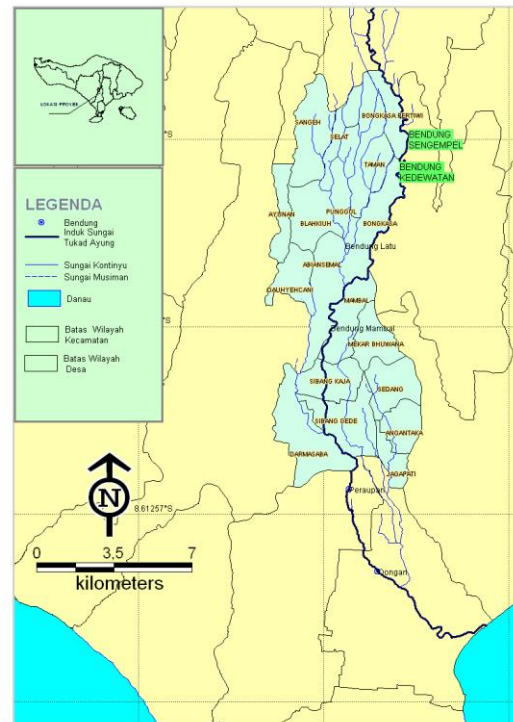 LOKASI PROYEK
LEGENDA
Bendung
Induk Sungai
Tukad Ayung
Sungai Kontinyu
Sungai Musiman
Danau
Batas Wilayah
Kecamatan
Batas Wilayah
Desa
N
8.61257°S
0 3,5 7
kilometers
SANGEH
SELAT
BONGKASA PERTIWI
BENDUNG
SENGEMPEL
TAMAN
BENDUNG
KEDEWATAN
AYUNAN
PUNGGUL
BLAHKIUH
BONGKASA
Bendung Latu
ABIANSEMAL
DAUHYEHCANI
MAMBAL
Bendung Mambal
MEKAR BHUWANA
SIBANG KAJA
SEDANG
SIBANG GEDE
ANGANTAKA
DARMASABA
JAGAPATI
Peraupan
Oongan